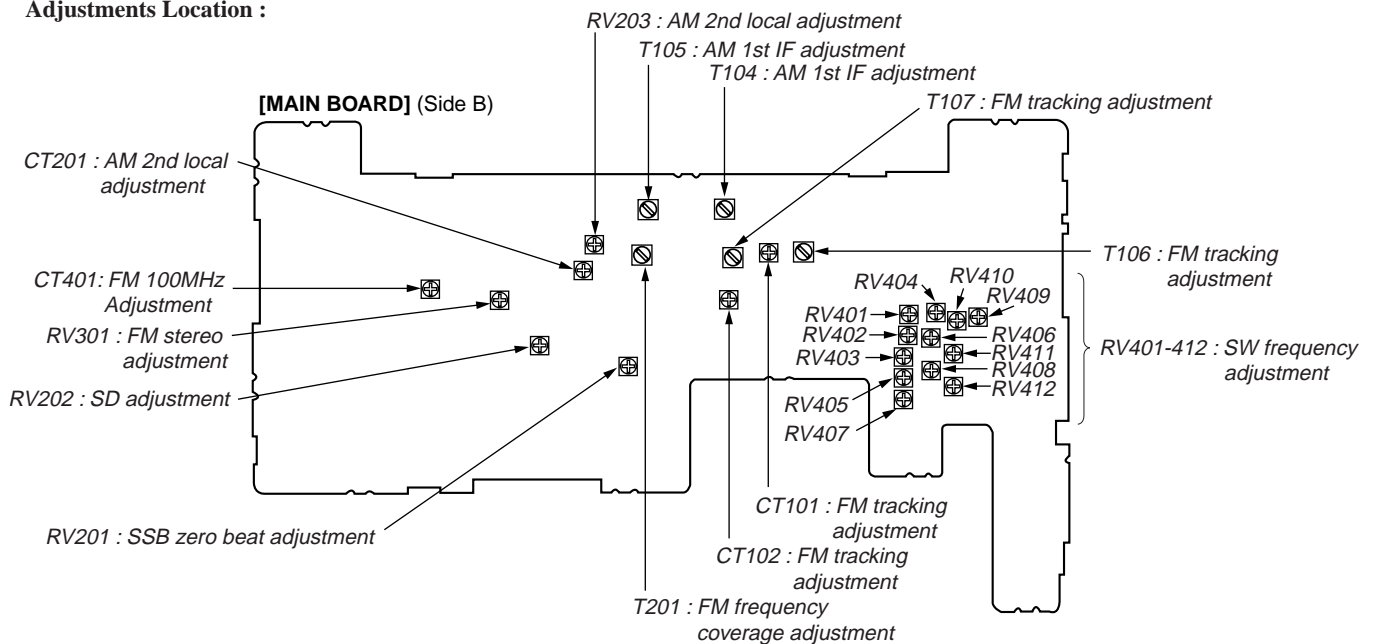 Adjustments Location :
RV203 : AM 2nd local adjustment
T105 : AM 1st IF adjustment
T104 : AM 1st IF adjustment
[MAIN BOARD] (Side B)
T107 : FM tracking adjustment
CT201 : AM 2nd local
adjustment
T106 : FM tracking
adjustment
CT401: FM 100MHz
Adjustment
RV404
RV410
RV409
RV401
RV301 : FM stereo
adjustment
RV402
RV406
RV403
RV411
RV401-412 : SW frequency
adjustment
RV408
RV202 : SD adjustment
RV405
RV412
RV407
CT101 : FM tracking
adjustment
RV201 : SSB zero beat adjustment
CT102 : FM tracking
adjustment
T201 : FM frequency
coverage adjustment